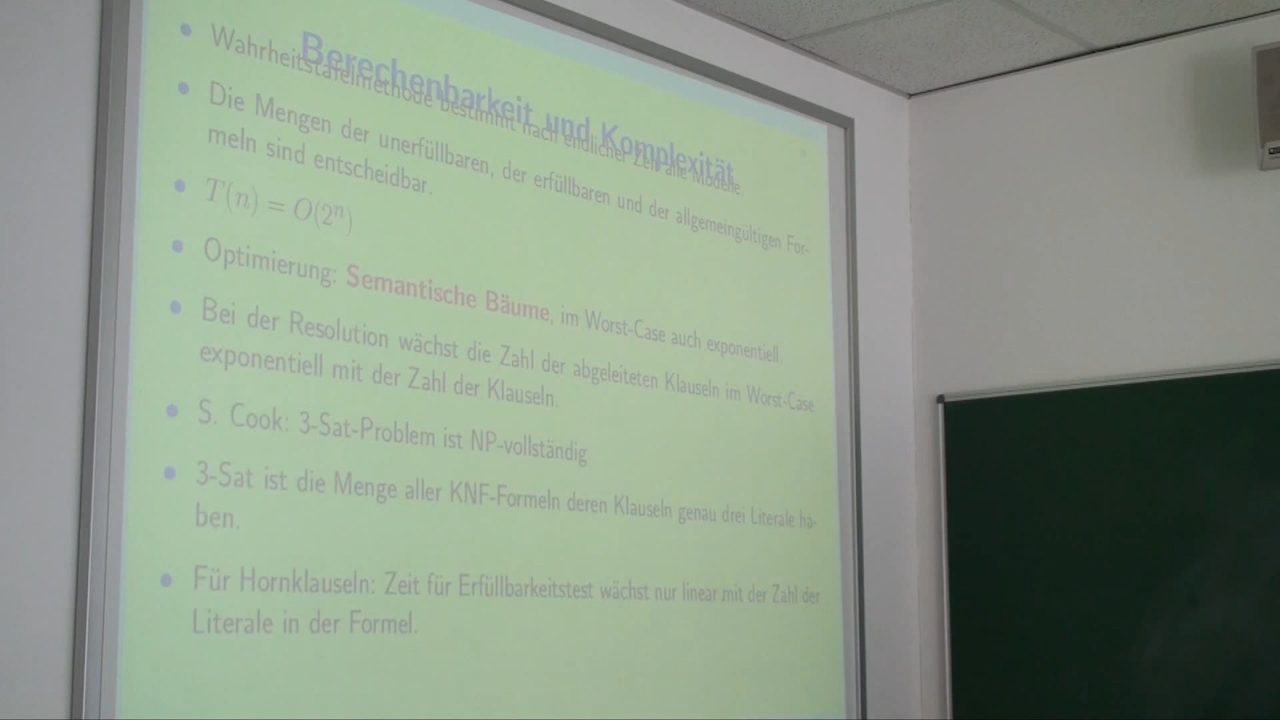 Berechenbarkeit und Komplexität
• Wahrheitstafelmethode bestimmt nach endlicher Zeit alle Modelle.
• Die Mengen der unerfüllbaren, der erfüllbaren und der allgemeingültigen For-
meln sind entscheidbar.
• T(n) = O(2ⁿ)
• Optimierung: Semantische Bäume, im Worst-Case auch exponentiell.
• Bei der Resolution wächst die Zahl der abgeleiteten Klauseln im Worst-Case
exponentiell mit der Zahl der Klauseln.
• S. Cook: 3-Sat-Problem ist NP-vollständig
• 3-Sat ist die Menge aller KNF-Formeln deren Klauseln genau drei Literale ha-
ben.
• Für Hornklauseln: Zeit für Erfüllbarkeitstest wächst nur linear mit der Zahl der
Literale in der Formel.